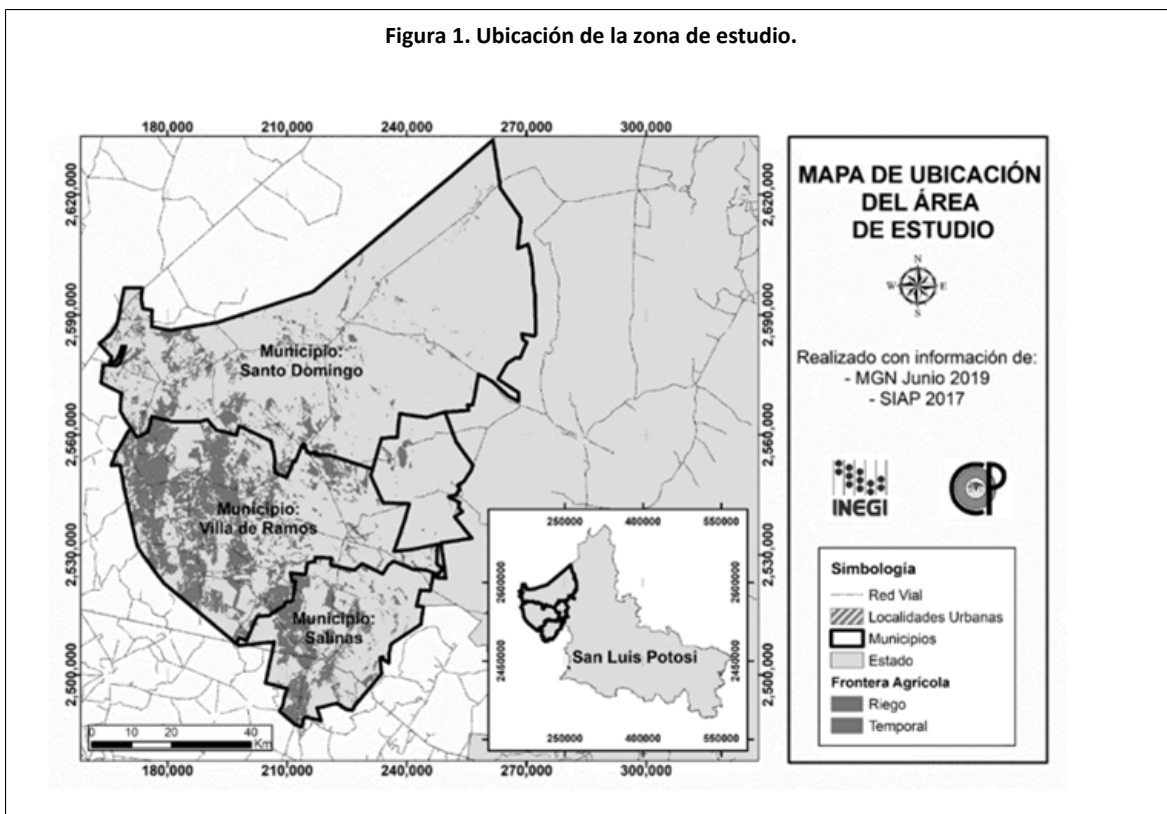 Figura 1. Ubicación de la zona de estudio.
180,000 210,000 240,000 270,000 300,000
2,620,000 2,620,000
2,590,000 2,590,000
2,560,000 2,560,000
2,530,000 2,530,000
2,500,000 2,500,000
Municipio:
Santo Domingo
Municipio:
Villa de Ramos
Municipio:
Salinas
0 10 20 40
Km
180,000 210,000 240,000 270,000 300,000
250000 400000 550000
2600000 2600000
2450000 2450000
San Luis Potosi
250000 400000 550000
MAPA DE UBICACIÓN
DEL ÁREA
DE ESTUDIO
N
W E
S
Realizado con información de:
- MGN Junio 2019
- SIAP 2017
INEGI
CP
Simbología
Red Vial
Localidades Urbanas
Municipios
Estado
Frontera Agrícola
Riego
Temporal